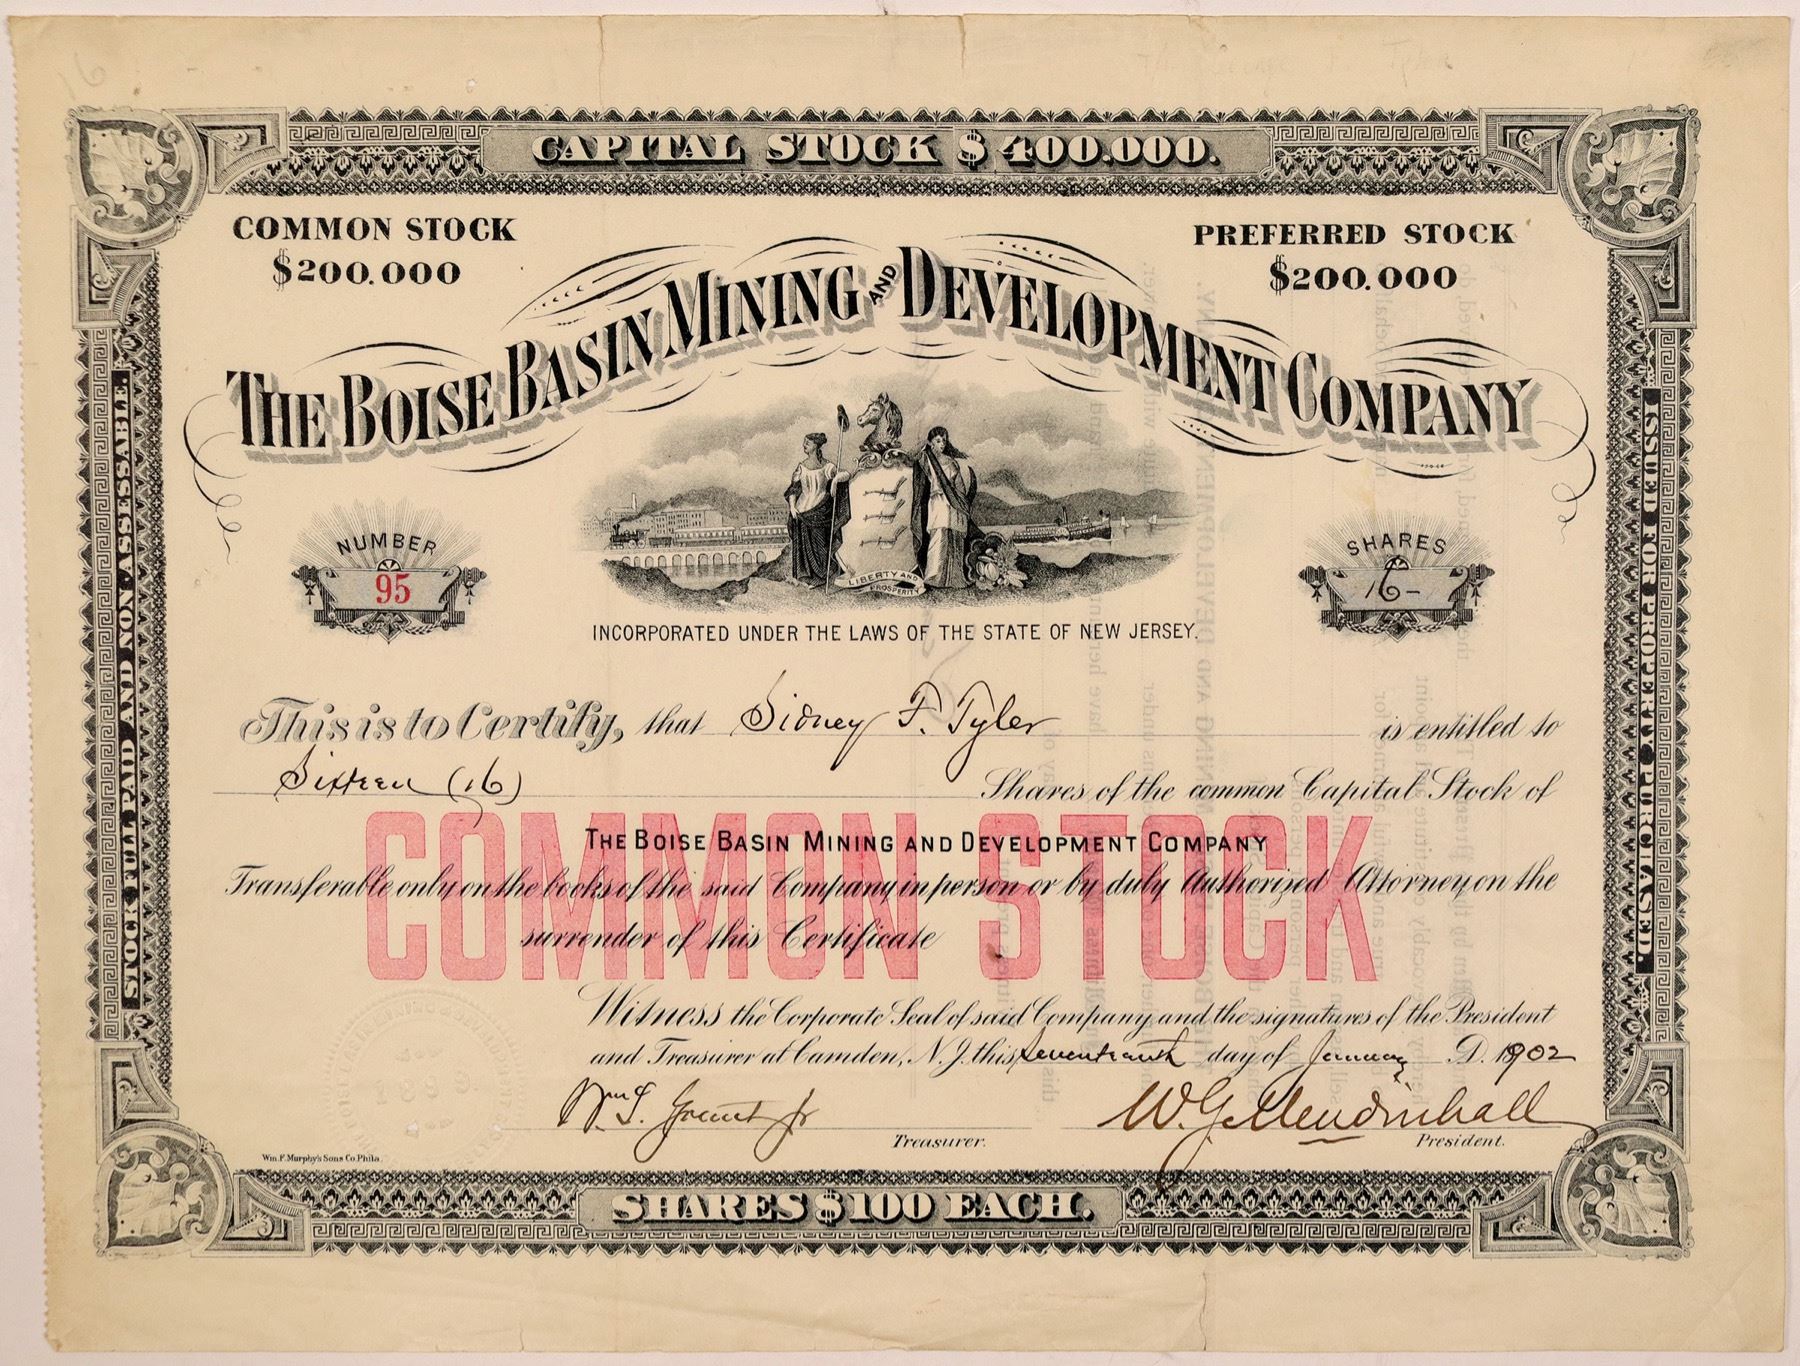 CAPITAL STOCK $400.000.
COMMON STOCK
$200.000
PREFERRED STOCK
$200.000
THE BOISE BASIN MINING AND DEVELOPMENT COMPANY
STOCK FULL PAID AND NON-ASSESSABLE.
ISSUED FOR PROPERTY PURCHASED.
NUMBER
95
SHARES
16-
LIBERTY AND
PROSPERITY
INCORPORATED UNDER THE LAWS OF THE STATE OF NEW JERSEY.
This is to Certify, that Sidney F. Tyler is entitled to
Sixteen (16) Shares of the common Capital Stock of
COMMON STOCK
THE BOISE BASIN MINING AND DEVELOPMENT COMPANY
Transferable only on the books of the said Company in person or by duly Authorized Attorney on the
surrender of this Certificate
Witness the Corporate Seal of said Company and the signatures of the President
and Treasurer at Camden, N.J. this Seventeenth day of January A.D. 1902
Wm. S. Grant Jr
Treasurer.
W. G. Mendinhall
President.
Wm. F. Murphy's Sons Co. Phila.
SHARES $100 EACH.